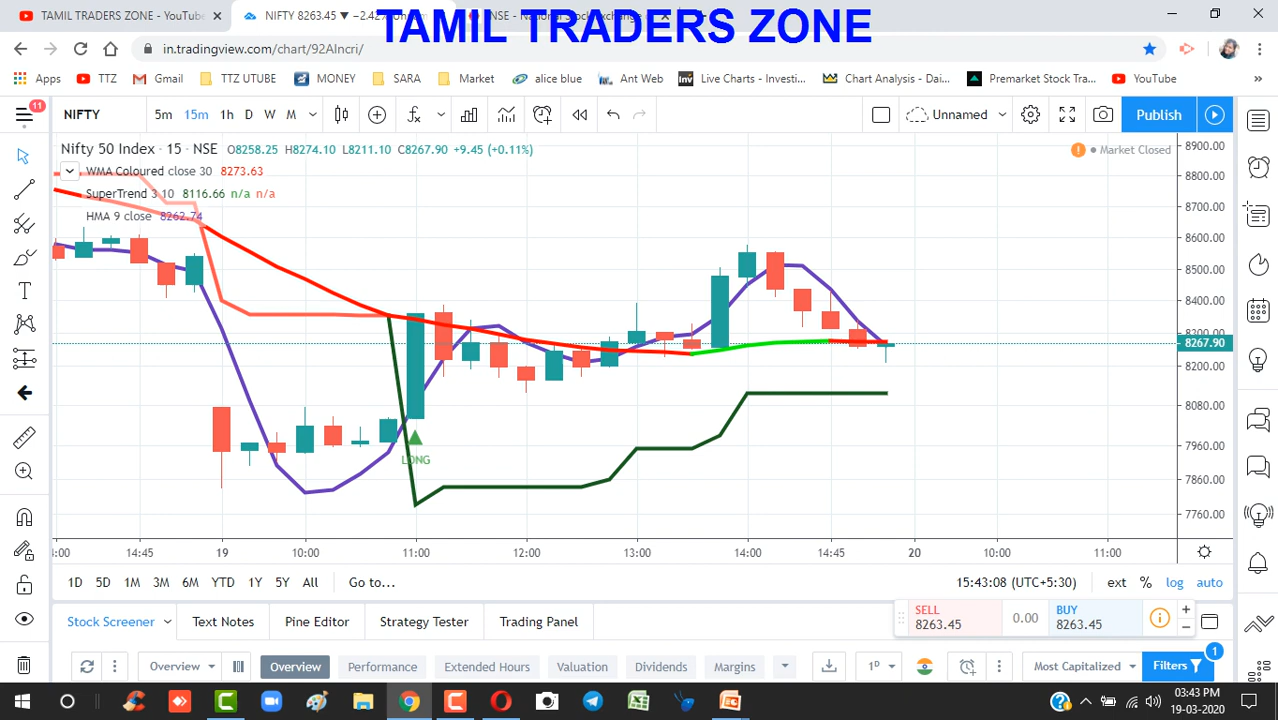 TAMIL TRADERS ZONE - YouTube
NIFTY 8263.45 ▼ −2.42%
NSE - National Stock Exchange
TAMIL TRADERS ZONE
in.tradingview.com/chart/92AIncri/
Apps TTZ Gmail TTZ UTUBE MONEY SARA Market alice blue Ant Web Live Charts - Investi... Chart Analysis - Dai... Premarket Stock Tra... YouTube »
11
NIFTY 5m 15m 1h D W M Unnamed Publish
Nifty 50 Index · 15 · NSE O8258.25 H8274.10 L8211.10 C8267.90 +9.45 (+0.11%)
Market Closed
WMA Coloured close 30 8273.63
SuperTrend 3 10 8116.66 n/a n/a
HMA 9 close 8262.74
8900.00
8800.00
8700.00
8600.00
8500.00
8400.00
8300.00
8267.90
8200.00
8080.00
7960.00
7860.00
7760.00
LONG
:00 14:45 19 10:00 11:00 12:00 13:00 14:00 14:45 20 10:00 11:00
1D 5D 1M 3M 6M YTD 1Y 5Y All Go to... 15:43:08 (UTC+5:30) ext % log auto
Stock Screener Text Notes Pine Editor Strategy Tester Trading Panel
SELL
8263.45
0.00
BUY
8263.45
Overview Overview Performance Extended Hours Valuation Dividends Margins 1D Most Capitalized Filters 1
03:43 PM
19-03-2020